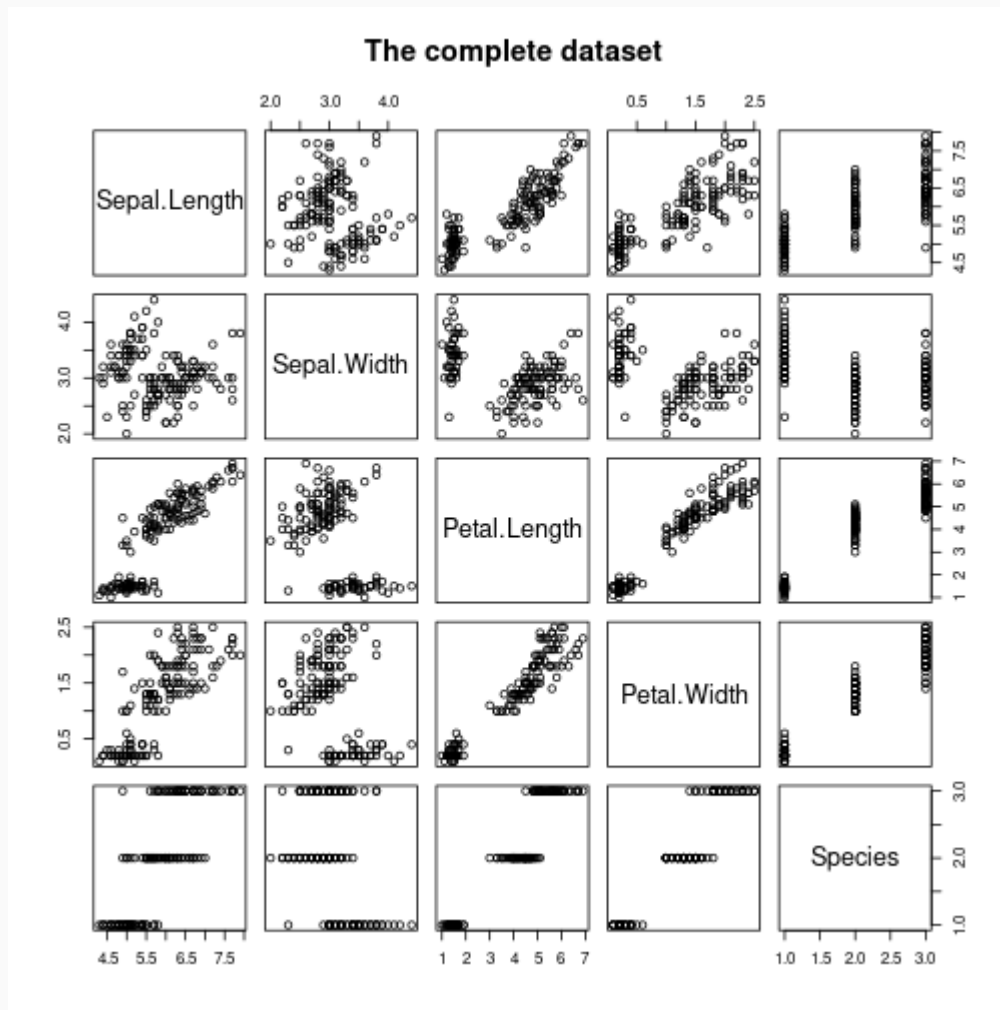 The complete dataset
2.0 3.0 4.0
0.5 1.5 2.5
Sepal.Length
4.5 5.5 6.5 7.5
2.0 3.0 4.0
Sepal.Width
Petal.Length
1 2 3 4 5 6 7
0.5 1.5 2.5
Petal.Width
Species
1.0 2.0 3.0
4.5 5.5 6.5 7.5
1 2 3 4 5 6 7
1.0 1.5 2.0 2.5 3.0